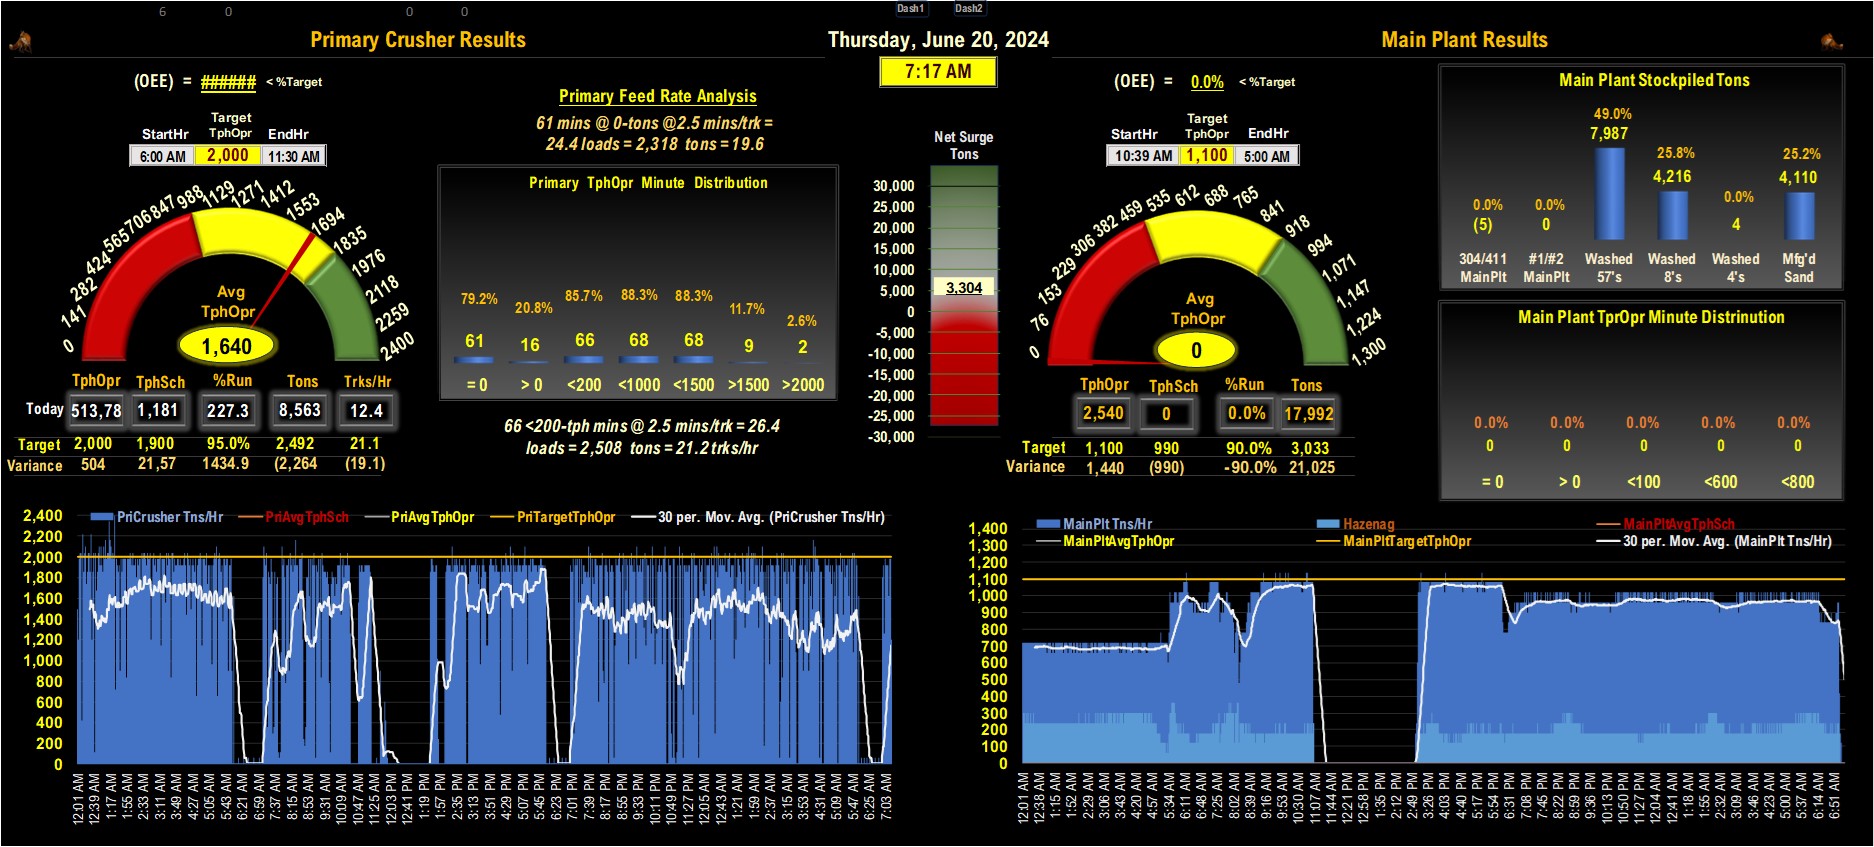 6 0 0 0 Dash1 Dash2
Primary Crusher Results
Thursday, June 20, 2024
Main Plant Results
7:17 AM
(OEE) = ###### < %Target
Target
StartHr TphOpr EndHr
6:00 AM 2,000 11:30 AM
0 141 282 424 565 706 847 988 1129 1271 1412 1553 1694 1835 1976 2118 2259 2400
Avg
TphOpr
1,640
TphOpr TphSch %Run Tons Trks/Hr
Today 513,78 1,181 227.3 8,563 12.4
Target 2,000 1,900 95.0% 2,492 21.1
Variance 504 21,57 1434.9 (2,264 (19.1)
Primary Feed Rate Analysis
61 mins @ 0-tons @2.5 mins/trk =
24.4 loads = 2,318 tons = 19.6
Primary TphOpr Minute Distribution
79.2% 20.8% 85.7% 88.3% 88.3% 11.7% 2.6%
61 16 66 68 68 9 2
= 0 > 0 <200 <1000 <1500 >1500 >2000
66 <200-tph mins @ 2.5 mins/trk = 26.4
loads = 2,508 tons = 21.2 trks/hr
Net Surge
Tons
30,000
25,000
20,000
15,000
10,000
5,000
3,304
0
-5,000
-10,000
-15,000
-20,000
-25,000
-30,000
(OEE) = 0.0% < %Target
Target
StartHr TphOpr EndHr
10:39 AM 1,100 5:00 AM
0 76 153 229 306 382 459 535 612 688 765 841 918 994 1,071 1,147 1,224 1,300
Avg
TphOpr
0
TphOpr TphSch %Run Tons
2,540 0 0.0% 17,992
Target 1,100 990 90.0% 3,033
Variance 1,440 (990) -90.0% 21,025
Main Plant Stockpiled Tons
0.0% 0.0% 49.0% 25.8% 0.0% 25.2%
(5) 0 7,987 4,216 4 4,110
304/411 #1/#2 Washed Washed Washed Mfg'd
MainPlt MainPlt 57's 8's 4's Sand
Main Plant TprOpr Minute Distrinution
0.0% 0.0% 0.0% 0.0% 0.0%
0 0 0 0 0
= 0 > 0 <100 <600 <800
PriCrusher Tns/Hr PriAvgTphSch PriAvgTphOpr PriTargetTphOpr 30 per. Mov. Avg. (PriCrusher Tns/Hr)
2,400
2,200
2,000
1,800
1,600
1,400
1,200
1,000
800
600
400
200
0
12:01 AM 12:39 AM 1:17 AM 1:55 AM 2:33 AM 3:11 AM 3:49 AM 4:27 AM 5:05 AM 5:43 AM 6:21 AM 6:59 AM 7:37 AM 8:15 AM 8:53 AM 9:31 AM 10:09 AM 10:47 AM 11:25 AM 12:03 PM 12:41 PM 1:19 PM 1:57 PM 2:35 PM 3:13 PM 3:51 PM 4:29 PM 5:07 PM 5:45 PM 6:23 PM 7:01 PM 7:39 PM 8:17 PM 8:55 PM 9:33 PM 10:11 PM 10:49 PM 11:27 PM 12:05 AM 12:43 AM 1:21 AM 1:59 AM 2:37 AM 3:15 AM 3:53 AM 4:31 AM 5:09 AM 5:47 AM 6:25 AM 7:03 AM
MainPlt Tns/Hr Hazenag MainPltAvgTphSch
MainPltAvgTphOpr MainPltTargetTphOpr 30 per. Mov. Avg. (MainPlt Tns/Hr)
1,400
1,300
1,200
1,100
1,000
900
800
700
600
500
400
300
200
100
0
12:01 AM 12:38 AM 1:15 AM 1:52 AM 2:29 AM 3:06 AM 3:43 AM 4:20 AM 4:57 AM 5:34 AM 6:11 AM 6:48 AM 7:25 AM 8:02 AM 8:39 AM 9:16 AM 9:53 AM 10:30 AM 11:07 AM 11:44 AM 12:21 PM 12:58 PM 1:35 PM 2:12 PM 2:49 PM 3:26 PM 4:03 PM 4:40 PM 5:17 PM 5:54 PM 6:31 PM 7:08 PM 7:45 PM 8:22 PM 8:59 PM 9:36 PM 10:13 PM 10:50 PM 11:27 PM 12:04 AM 12:41 AM 1:18 AM 1:55 AM 2:32 AM 3:09 AM 3:46 AM 4:23 AM 5:00 AM 5:37 AM 6:14 AM 6:51 AM